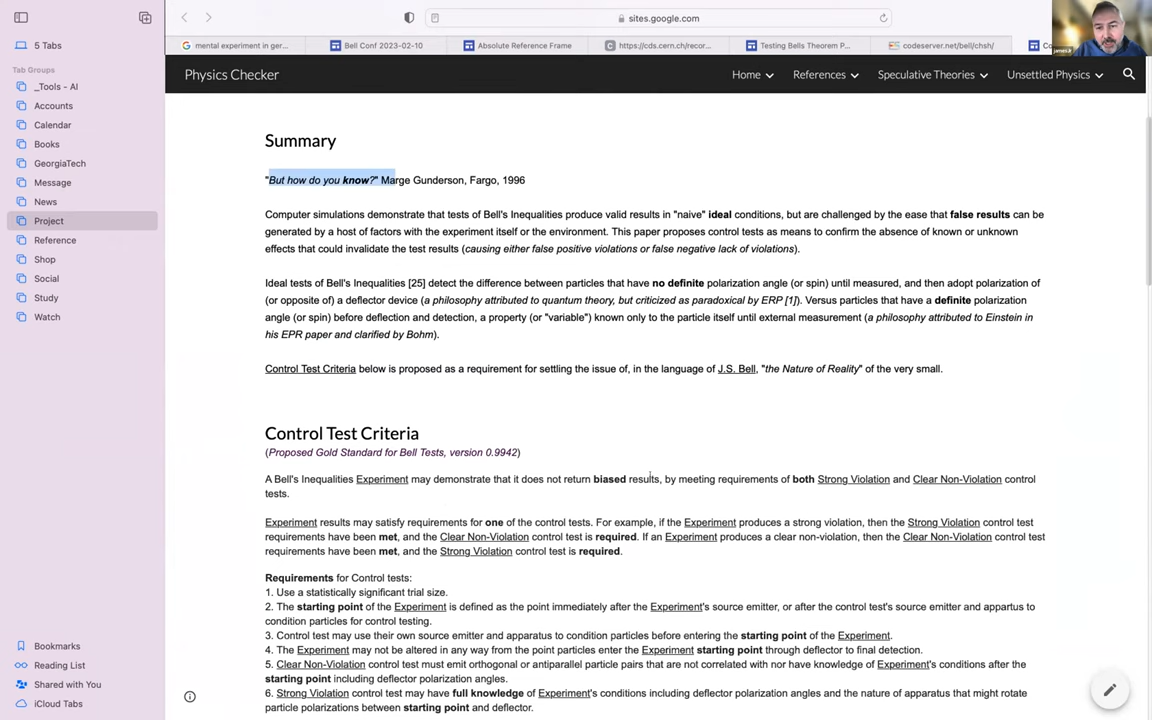 sites.google.com
5 Tabs
Tab Groups
_Tools - AI
Accounts
Calendar
Books
GeorgiaTech
Message
News
Project
Reference
Shop
Social
Study
Watch
Bookmarks
Reading List
Shared with You
iCloud Tabs
mental experiment in ger...
Bell Conf 2023-02-10
Absolute Reference Frame
https://cds.cern.ch/recor...
Testing Bells Theorem P...
codeserver.net/bell/chsh/
Co
james.k
Physics Checker
Home
References
Speculative Theories
Unsettled Physics
Summary
"But how do you know?" Marge Gunderson, Fargo, 1996
Computer simulations demonstrate that tests of Bell's Inequalities produce valid results in "naive" ideal conditions, but are challenged by the ease that false results can be
generated by a host of factors with the experiment itself or the environment. This paper proposes control tests as means to confirm the absence of known or unknown
effects that could invalidate the test results (causing either false positive violations or false negative lack of violations).
Ideal tests of Bell's Inequalities [25] detect the difference between particles that have no definite polarization angle (or spin) until measured, and then adopt polarization of
(or opposite of) a deflector device (a philosophy attributed to quantum theory, but criticized as paradoxical by ERP [1]). Versus particles that have a definite polarization
angle (or spin) before deflection and detection, a property (or "variable") known only to the particle itself until external measurement (a philosophy attributed to Einstein in
his EPR paper and clarified by Bohm).
Control Test Criteria below is proposed as a requirement for settling the issue of, in the language of J.S. Bell, "the Nature of Reality" of the very small.
Control Test Criteria
(Proposed Gold Standard for Bell Tests, version 0.9942)
A Bell's Inequalities Experiment may demonstrate that it does not return biased results, by meeting requirements of both Strong Violation and Clear Non-Violation control
tests.
Experiment results may satisfy requirements for one of the control tests. For example, if the Experiment produces a strong violation, then the Strong Violation control test
requirements have been met, and the Clear Non-Violation control test is required. If an Experiment produces a clear non-violation, then the Clear Non-Violation control test
requirements have been met, and the Strong Violation control test is required.
Requirements for Control tests:
1. Use a statistically significant trial size.
2. The starting point of the Experiment is defined as the point immediately after the Experiment's source emitter, or after the control test's source emitter and appartus to
condition particles for control testing.
3. Control test may use their own source emitter and apparatus to condition particles before entering the starting point of the Experiment.
4. The Experiment may not be altered in any way from the point particles enter the Experiment starting point through deflector to final detection.
5. Clear Non-Violation control test must emit orthogonal or antiparallel particle pairs that are not correlated with nor have knowledge of Experiment's conditions after the
starting point including deflector polarization angles.
6. Strong Violation control test may have full knowledge of Experiment's conditions including deflector polarization angles and the nature of apparatus that might rotate
particle polarizations between starting point and deflector.